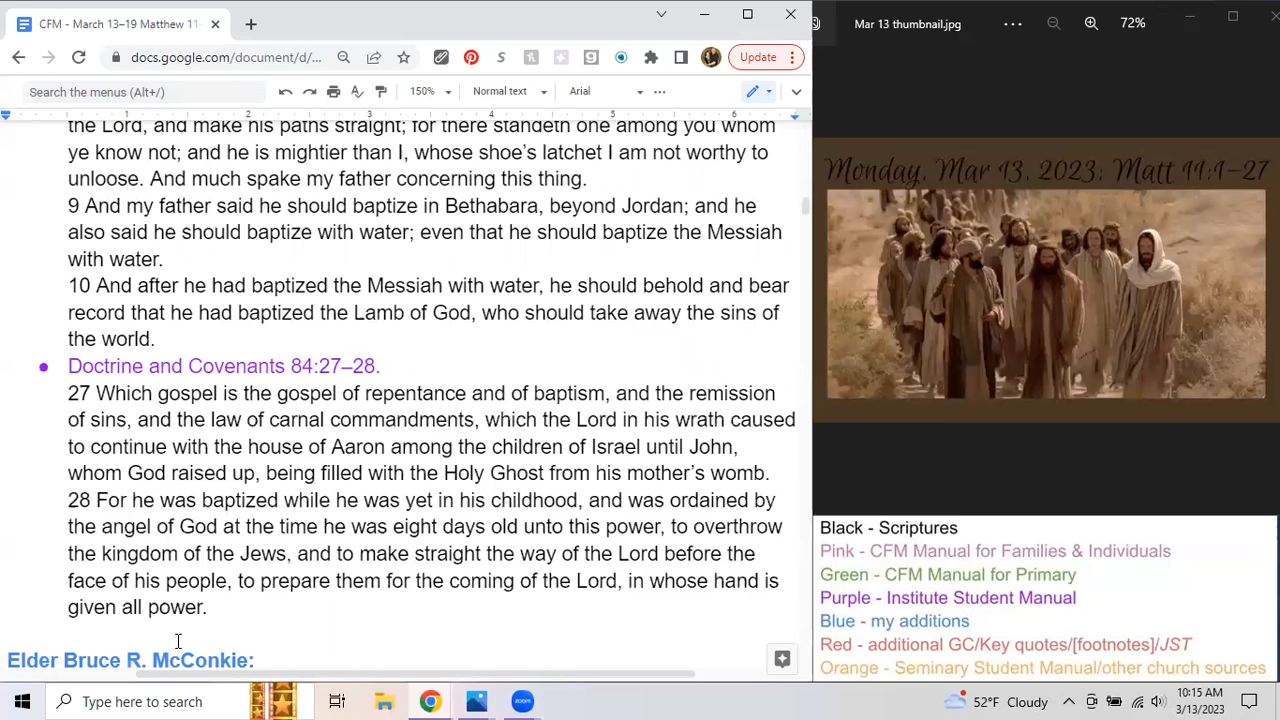 CFM - March 13–19 Matthew 11-
docs.google.com/document/d/...
Update
Search the menus (Alt+/)
150%
Normal text
Arial
1 2 3 4 5 6
the Lord, and make his paths straight; for there standeth one among you whom
ye know not; and he is mightier than I, whose shoe's latchet I am not worthy to
unloose. And much spake my father concerning this thing.
9 And my father said he should baptize in Bethabara, beyond Jordan; and he
also said he should baptize with water; even that he should baptize the Messiah
with water.
10 And after he had baptized the Messiah with water, he should behold and bear
record that he had baptized the Lamb of God, who should take away the sins of
the world.
Doctrine and Covenants 84:27–28.
27 Which gospel is the gospel of repentance and of baptism, and the remission
of sins, and the law of carnal commandments, which the Lord in his wrath caused
to continue with the house of Aaron among the children of Israel until John,
whom God raised up, being filled with the Holy Ghost from his mother's womb.
28 For he was baptized while he was yet in his childhood, and was ordained by
the angel of God at the time he was eight days old unto this power, to overthrow
the kingdom of the Jews, and to make straight the way of the Lord before the
face of his people, to prepare them for the coming of the Lord, in whose hand is
given all power.
Elder Bruce R. McConkie:
Mar 13 thumbnail.jpg
72%
Monday, Mar 13, 2023: Matt 11:1-27
Black - Scriptures
Pink - CFM Manual for Families & Individuals
Green - CFM Manual for Primary
Purple - Institute Student Manual
Blue - my additions
Red - additional GC/Key quotes/[footnotes]/JST
Orange - Seminary Student Manual/other church sources
Type here to search
52°F Cloudy
10:15 AM
3/13/2023